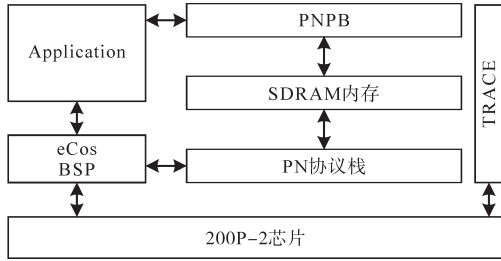 Application
PNPB
SDRAM内存
TRACE
eCos
BSP
PN协议栈
200P-2芯片